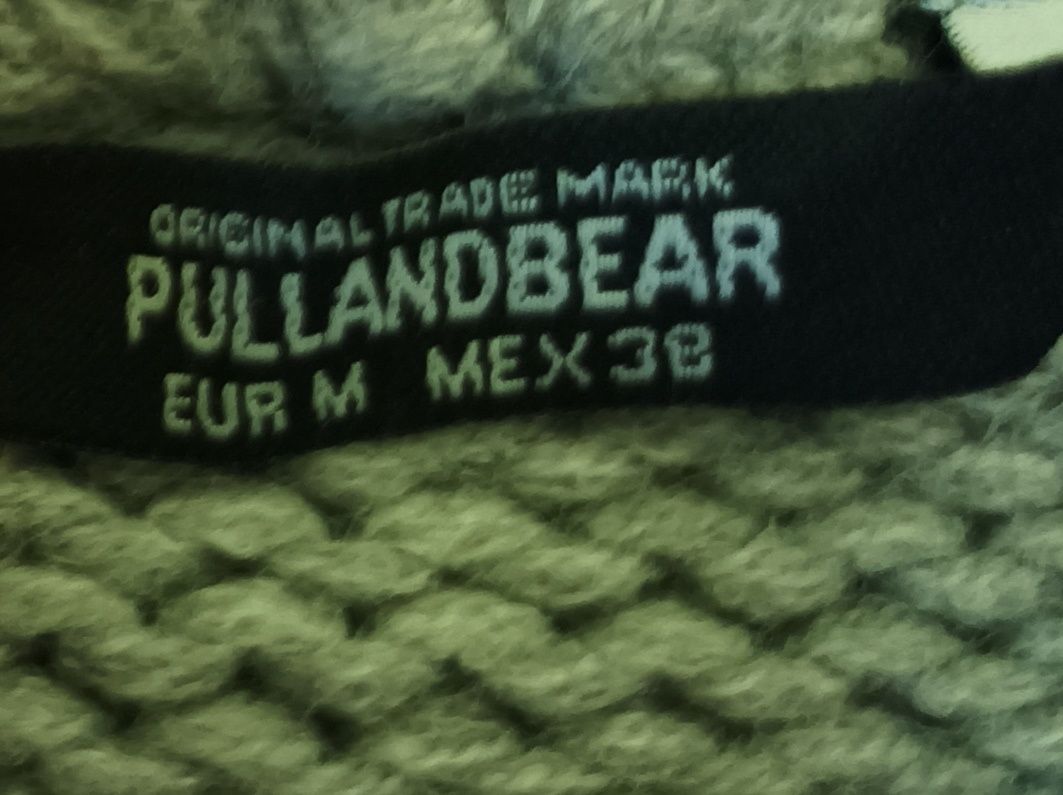 ORIGINAL TRADE MARK
PULLANDBEAR
EUR M MEX 38